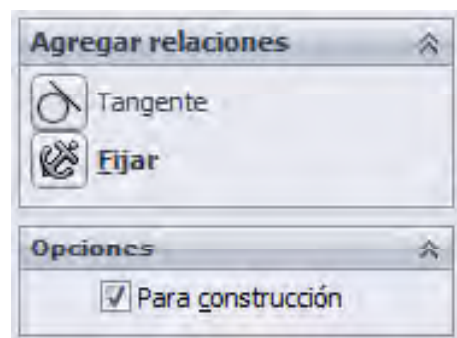 Agregar relaciones
Tangente
Fijar
Opciones
Para construcción